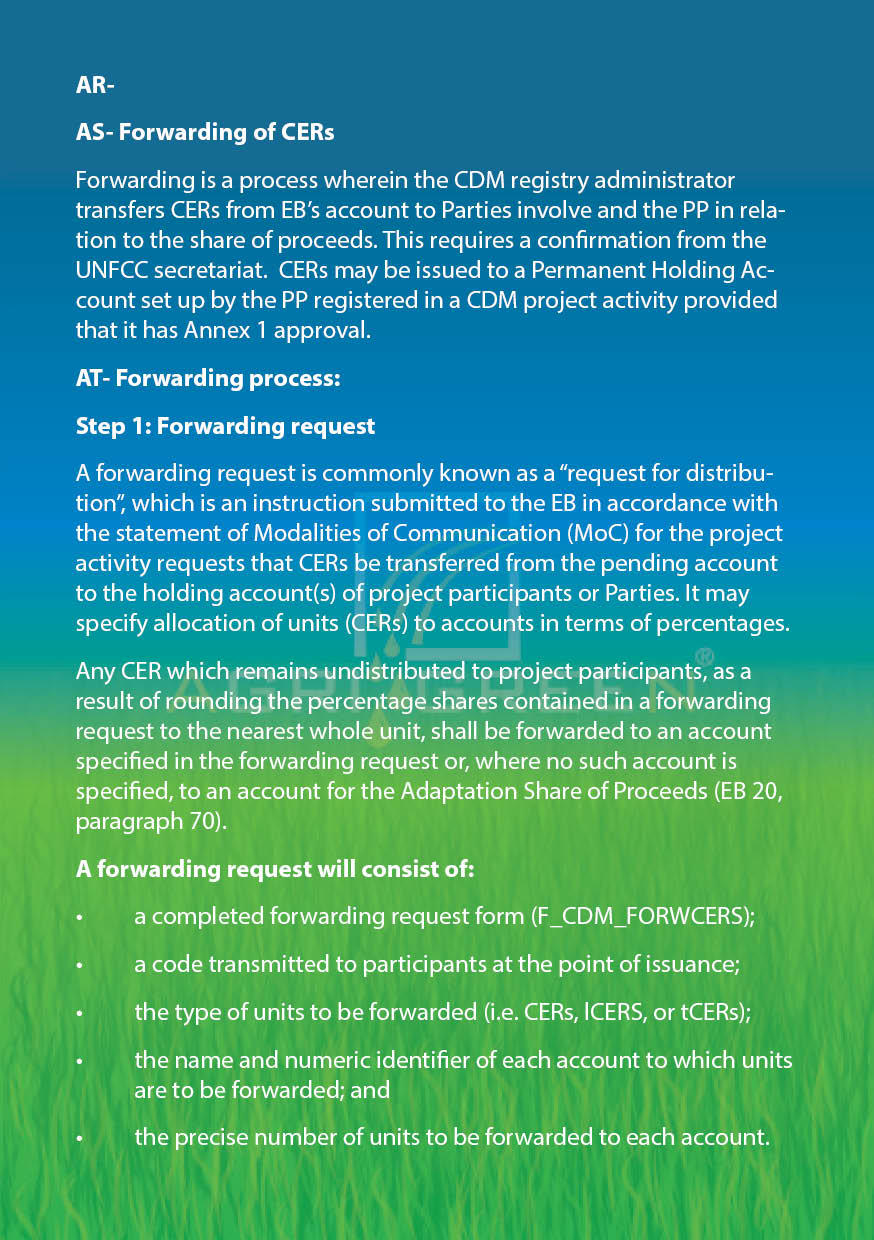 AR-
AS- Forwarding of CERs
Forwarding is a process wherein the CDM registry administrator
transfers CERs from EB’s account to Parties involve and the PP in rela-
tion to the share of proceeds. This requires a confirmation from the
UNFCC secretariat.  CERs may be issued to a Permanent Holding Ac-
count set up by the PP registered in a CDM project activity provided
that it has Annex 1 approval.
AT- Forwarding process:
Step 1: Forwarding request
A forwarding request is commonly known as a “request for distribu-
tion”, which is an instruction submitted to the EB in accordance with
the statement of Modalities of Communication (MoC) for the project
activity requests that CERs be transferred from the pending account
to the holding account(s) of project participants or Parties. It may
specify allocation of units (CERs) to accounts in terms of percentages.
Any CER which remains undistributed to project participants, as a
result of rounding the percentage shares contained in a forwarding
request to the nearest whole unit, shall be forwarded to an account
specified in the forwarding request or, where no such account is
specified, to an account for the Adaptation Share of Proceeds (EB 20,
paragraph 70).
A forwarding request will consist of:
• a completed forwarding request form (F_CDM_FORWCERS);
• a code transmitted to participants at the point of issuance;
• the type of units to be forwarded (i.e. CERs, lCERS, or tCERs);
• the name and numeric identifier of each account to which units
are to be forwarded; and
• the precise number of units to be forwarded to each account.
AGRI GREEN ®